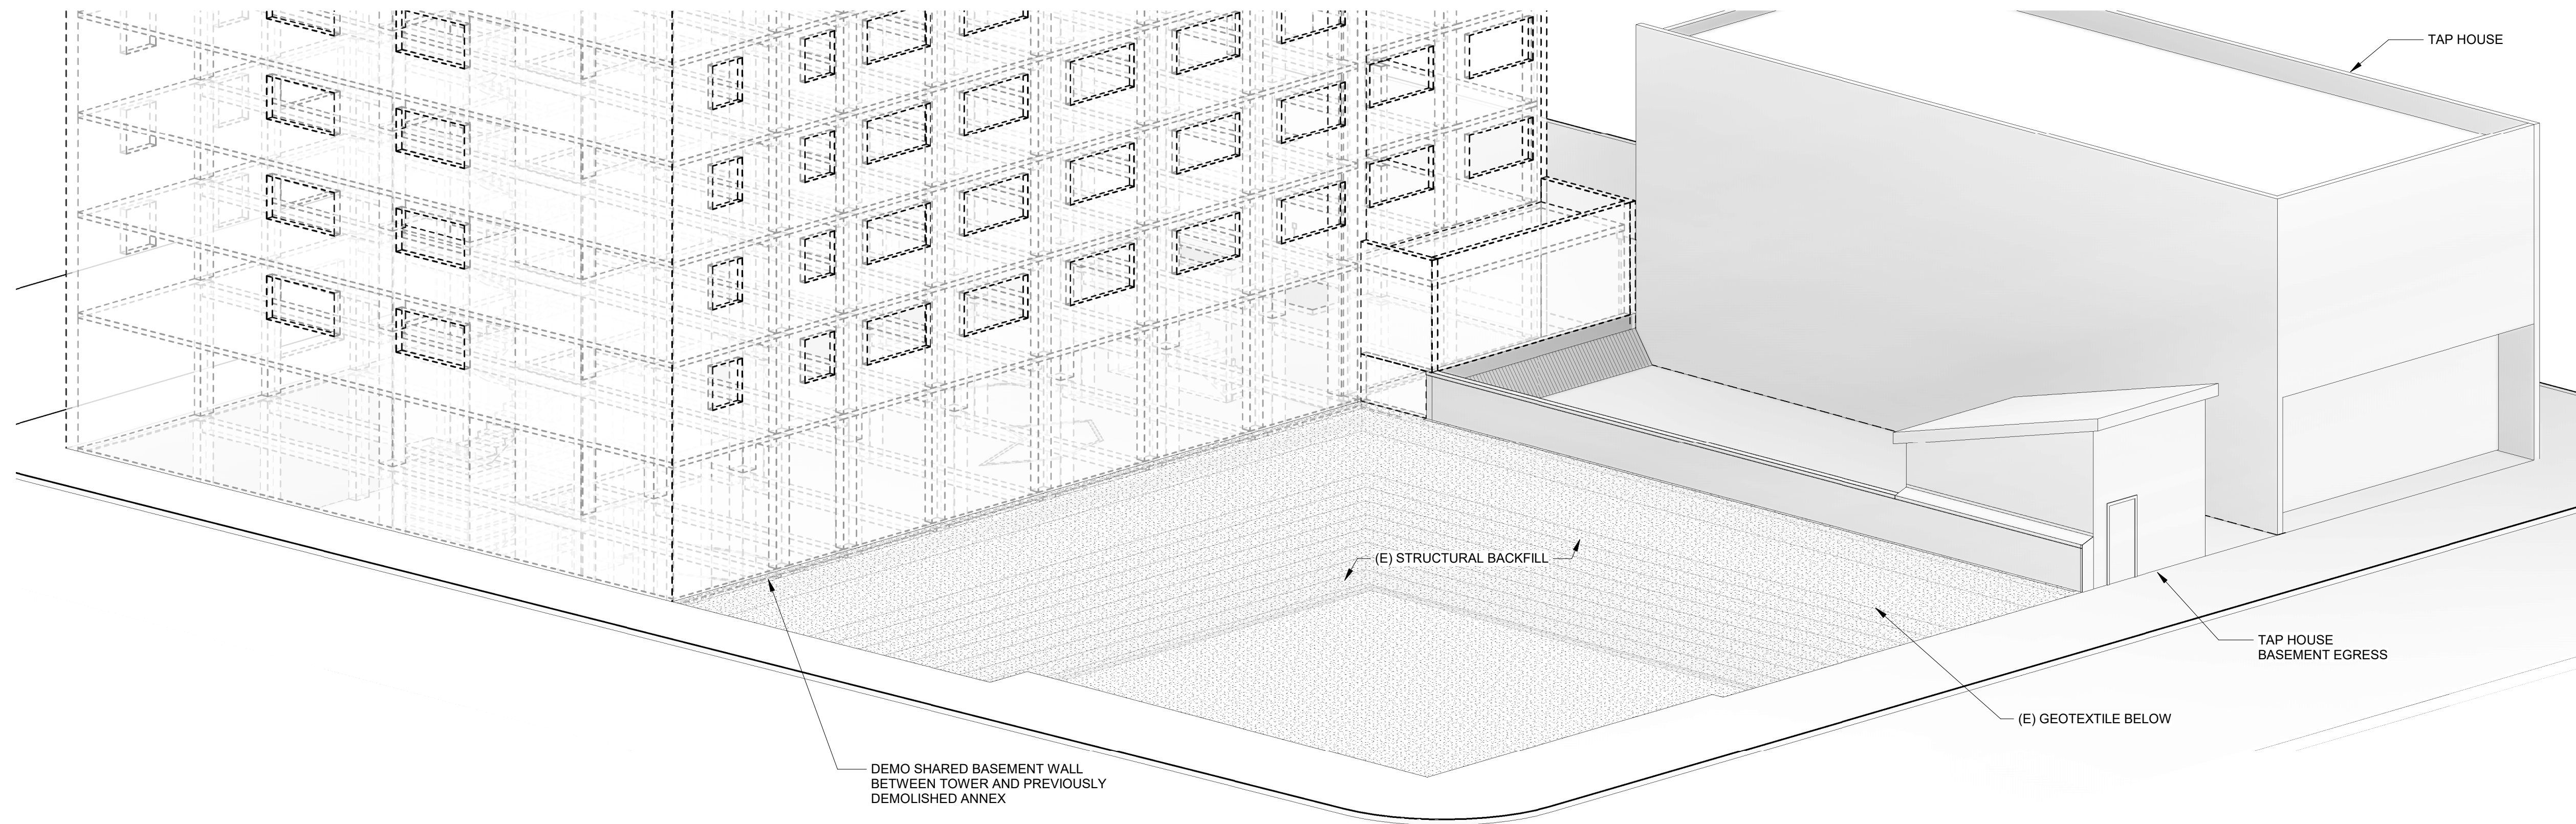 TAP HOUSE
(E) STRUCTURAL BACKFILL
TAP HOUSE
BASEMENT EGRESS
(E) GEOTEXTILE BELOW
DEMO SHARED BASEMENT WALL
BETWEEN TOWER AND PREVIOUSLY
DEMOLISHED ANNEX